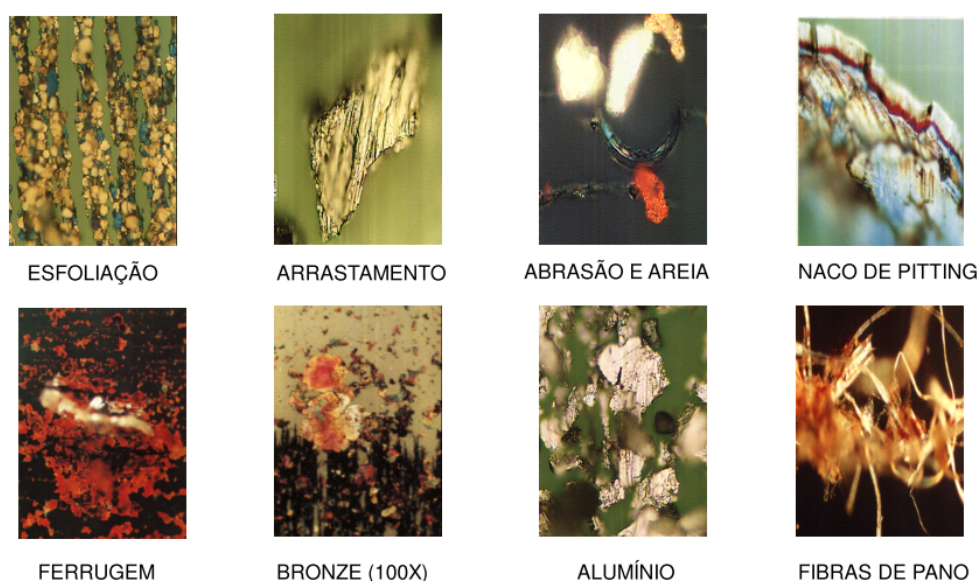 ESFOLIAÇÃO
ARRASTAMENTO
ABRASÃO E AREIA
NACO DE PITTING
FERRUGEM
BRONZE (100X)
ALUMÍNIO
FIBRAS DE PANO